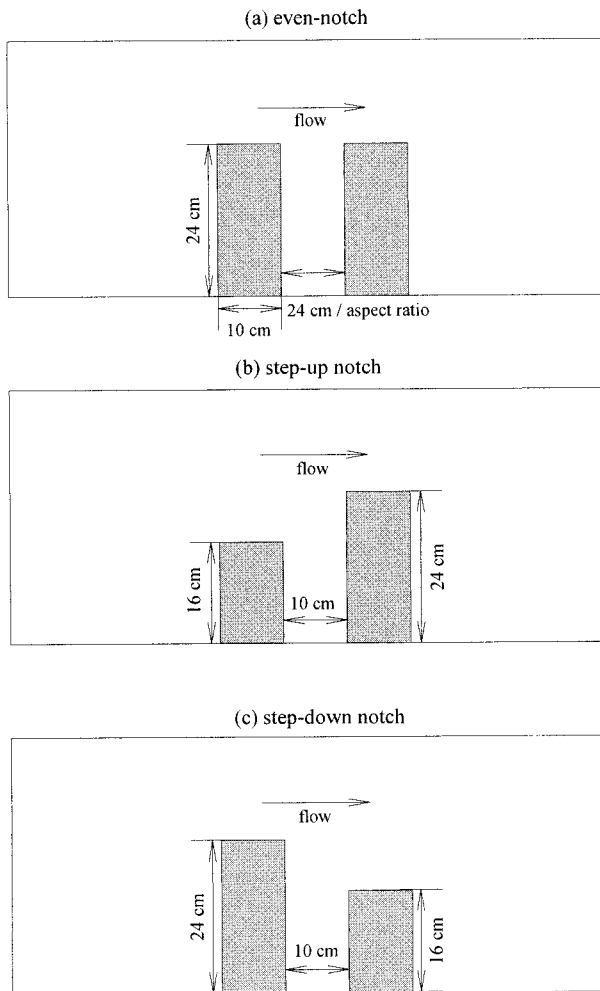 (a) even-notch
flow
24 cm
24 cm / aspect ratio
10 cm
(b) step-up notch
flow
16 cm
10 cm
24 cm
(c) step-down notch
flow
24 cm
10 cm
16 cm